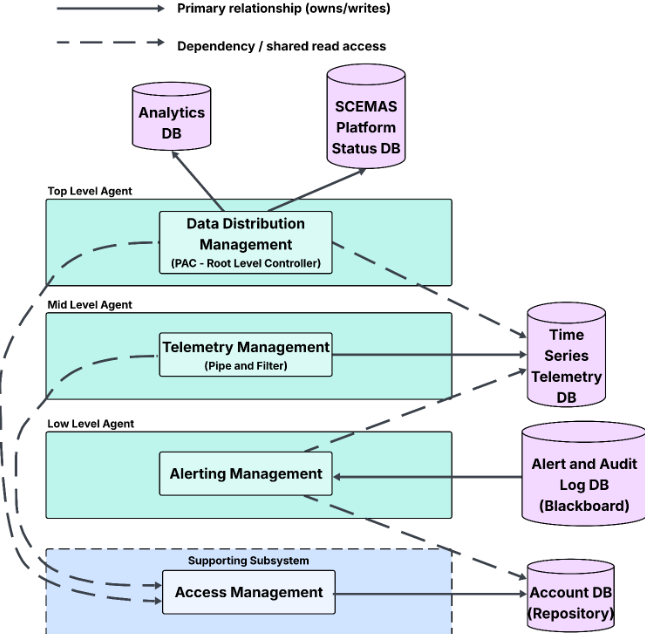 Primary relationship (owns/writes)
Dependency / shared read access
Analytics
DB
SCEMAS
Platform
Status DB
Top Level Agent
Data Distribution
Management
(PAC - Root Level Controller)
Mid Level Agent
Telemetry Management
(Pipe and Filter)
Time
Series
Telemetry
DB
Low Level Agent
Alerting Management
Alert and Audit
Log DB
(Blackboard)
Supporting Subsystem
Access Management
Account DB
(Repository)